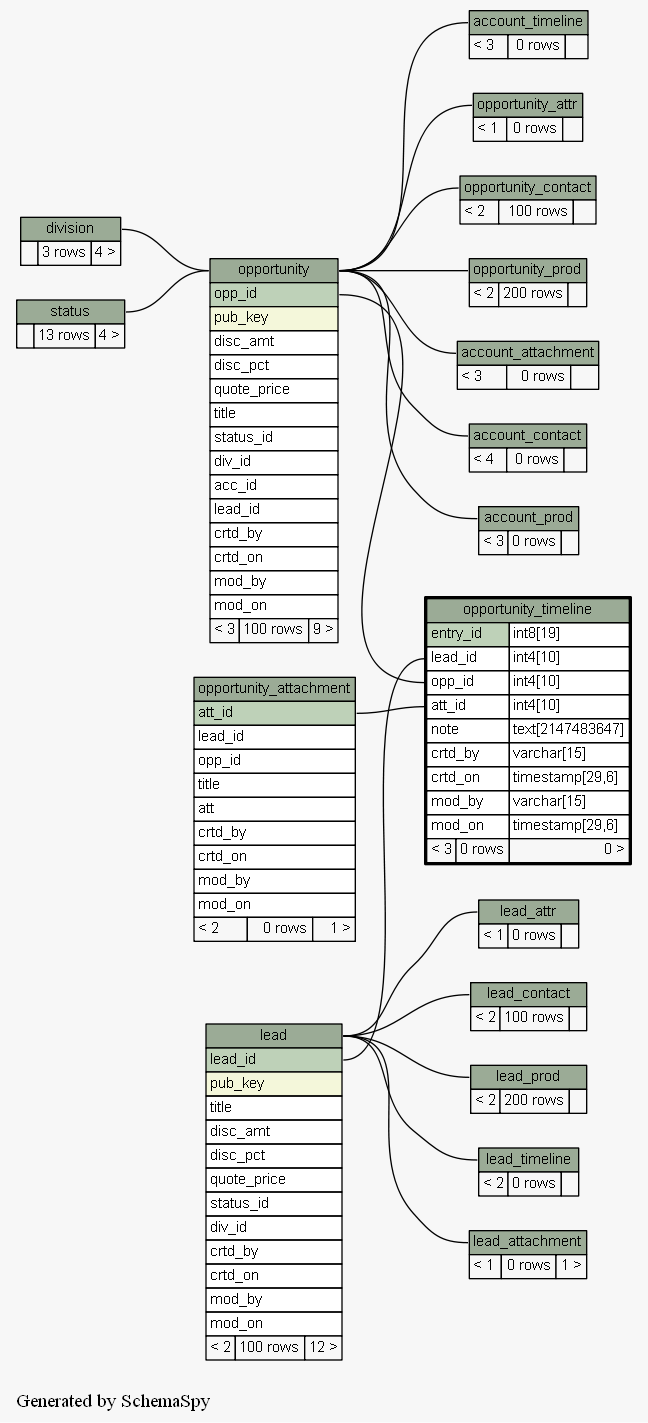 account_timeline
< 3 0 rows
opportunity_attr
< 1 0 rows
opportunity_contact
< 2 100 rows
division
3 rows 4 >
opportunity
opp_id
pub_key
disc_amt
disc_pct
quote_price
title
status_id
div_id
acc_id
lead_id
crtd_by
crtd_on
mod_by
mod_on
< 3 100 rows 9 >
opportunity_prod
< 2 200 rows
status
13 rows 4 >
account_attachment
< 3 0 rows
account_contact
< 4 0 rows
account_prod
< 3 0 rows
opportunity_timeline
entry_id int8[19]
lead_id int4[10]
opp_id int4[10]
att_id int4[10]
note text[2147483647]
crtd_by varchar[15]
crtd_on timestamp[29,6]
mod_by varchar[15]
mod_on timestamp[29,6]
< 3 0 rows 0 >
opportunity_attachment
att_id
lead_id
opp_id
title
att
crtd_by
crtd_on
mod_by
mod_on
< 2 0 rows 1 >
lead_attr
< 1 0 rows
lead_contact
< 2 100 rows
lead
lead_id
pub_key
title
disc_amt
disc_pct
quote_price
status_id
div_id
crtd_by
crtd_on
mod_by
mod_on
< 2 100 rows 12 >
lead_prod
< 2 200 rows
lead_timeline
< 2 0 rows
lead_attachment
< 1 0 rows 1 >
Generated by SchemaSpy